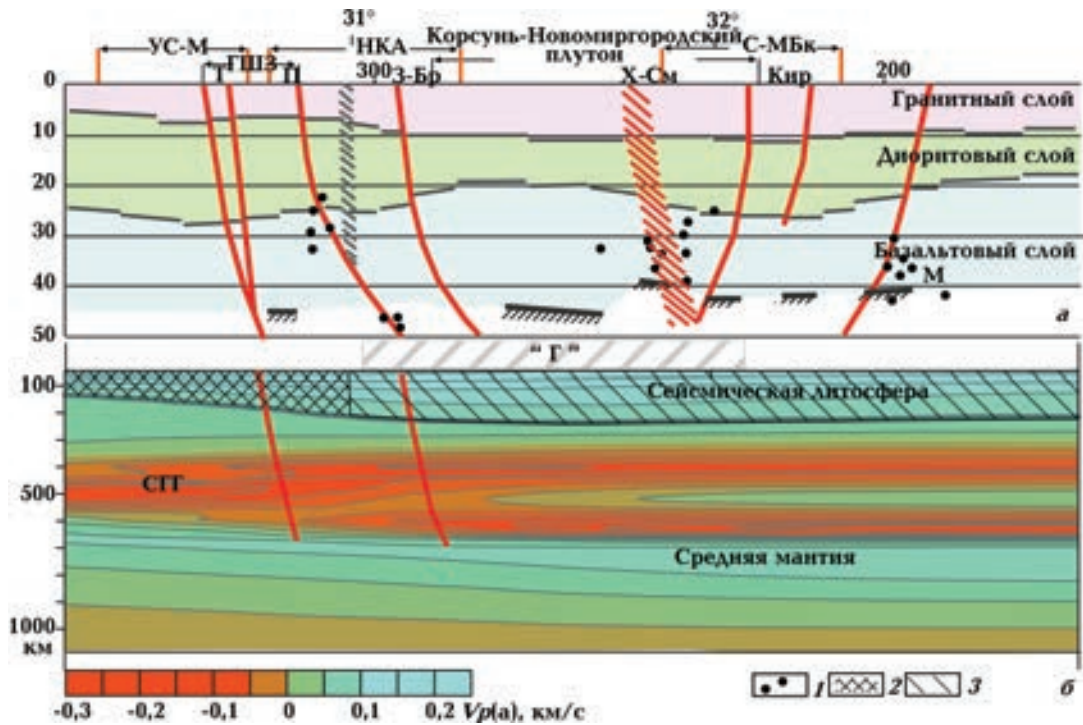 31° 32°
УС-М НКА Корсунь-Новомиргородский плутон С-МБк
ГШЗ 300 200
Т П З-Бр Х-См Кир
0
Гранитный слой
10
Диоритовый слой
20
30
Базальтовый слой
40
М
50
а
" Г "
100
Сейсмическая литосфера
СГГ
500
Средняя мантия
1000
км
-0,3 -0,2 -0,1 0 0,1 0,2 Vp(a), км/с
1 2 3 б